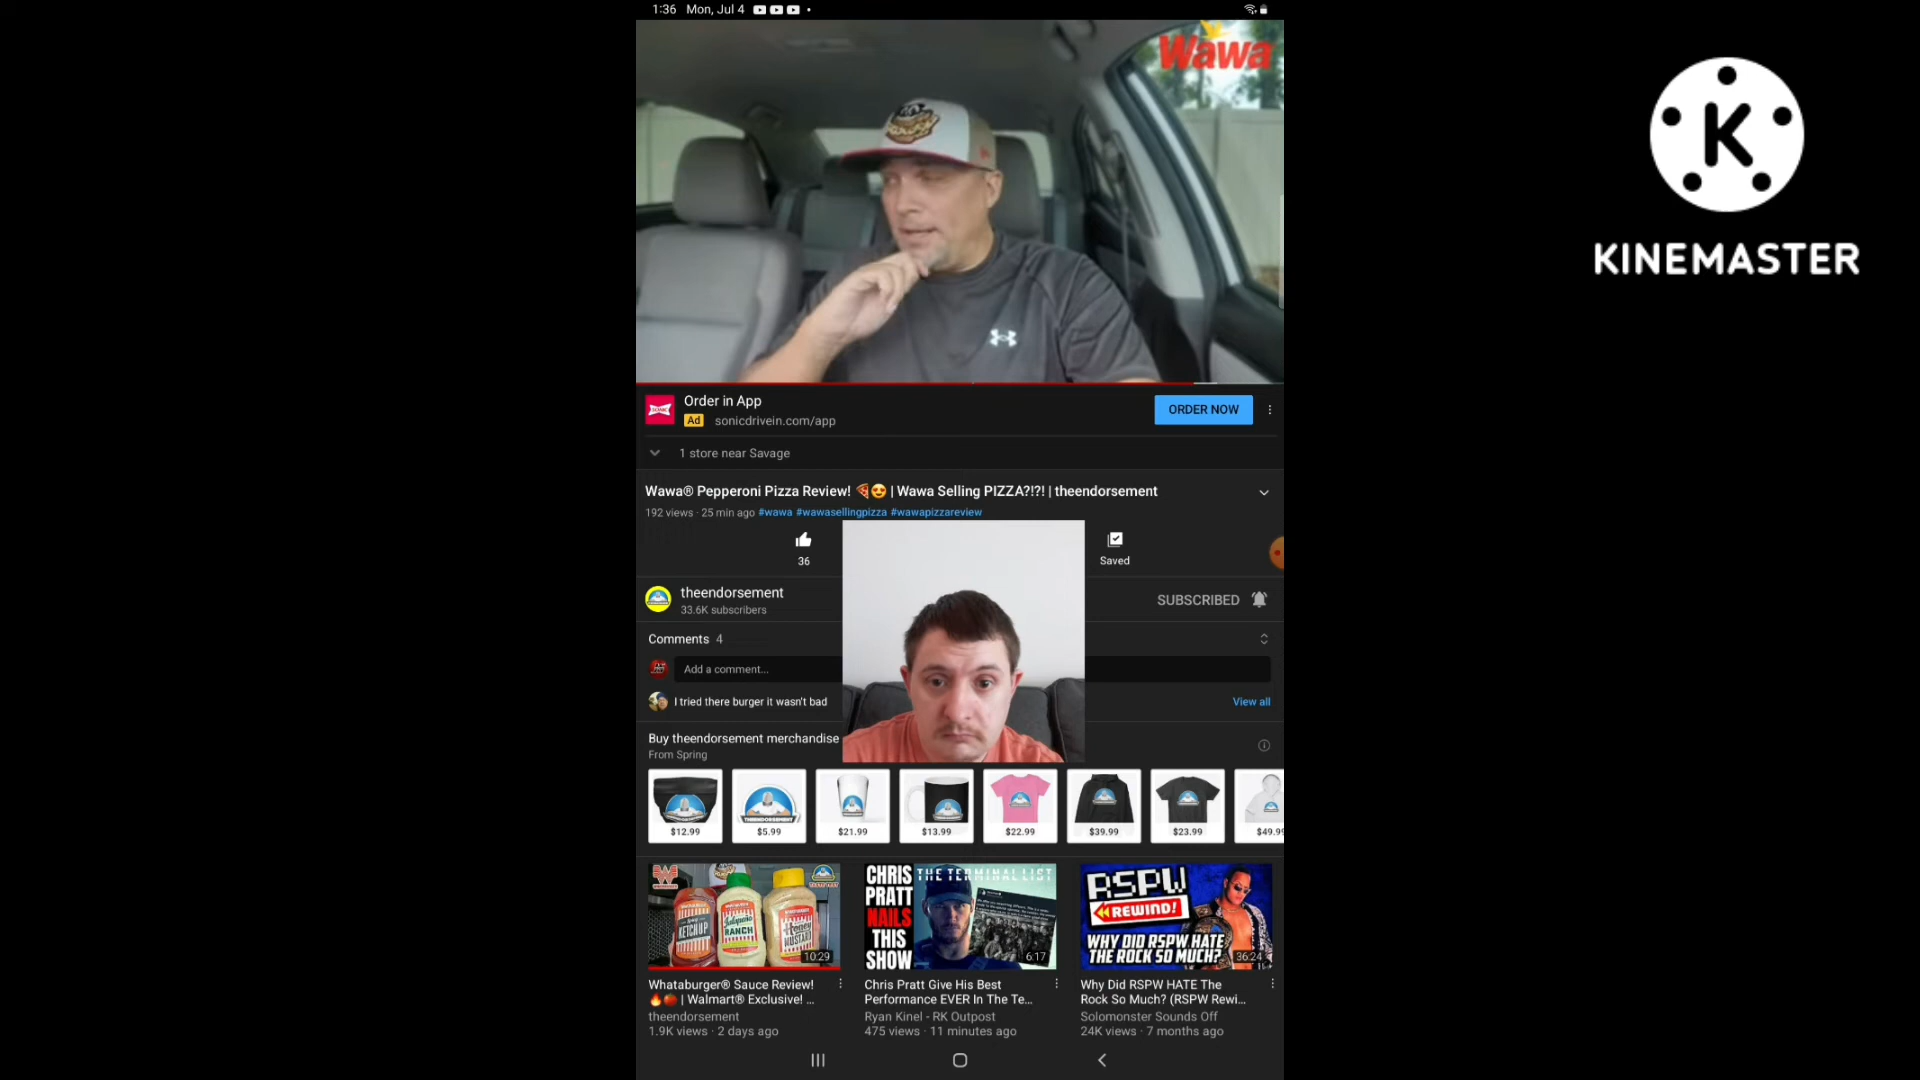 1:36 Mon, Jul 4
Wawa
K
KINEMASTER
Order in App
Ad sonicdrivein.com/app
ORDER NOW
1 store near Savage
Wawa® Pepperoni Pizza Review! 🍕😍 | Wawa Selling PIZZA?!?! | theendorsement
192 views · 25 min ago #wawa #wawasellingpizza #wawapizzareview
36
Saved
theendorsement
33.6K subscribers
SUBSCRIBED
Comments 4
Add a comment...
I tried there burger it wasn't bad
View all
Buy theendorsement merchandise
From Spring
$12.99
$5.99
$21.99
$13.99
$22.99
$39.99
$23.99
$49.99
KETCHUP
Jalapeño
RANCH
Honey
MUSTARD
10:29
CHRIS
PRATT
NAILS
THIS
SHOW
THE TERMINAL LIST
6:17
RSPW
REWIND!
WHY DID RSPW HATE
THE ROCK SO MUCH?
36:24
Whataburger® Sauce Review!
🔥🍅 | Walmart® Exclusive! ...
theendorsement
1.9K views · 2 days ago
Chris Pratt Give His Best
Performance EVER In The Te...
Ryan Kinel - RK Outpost
475 views · 11 minutes ago
Why Did RSPW HATE The
Rock So Much? (RSPW Rewi...
Solomonster Sounds Off
24K views · 7 months ago